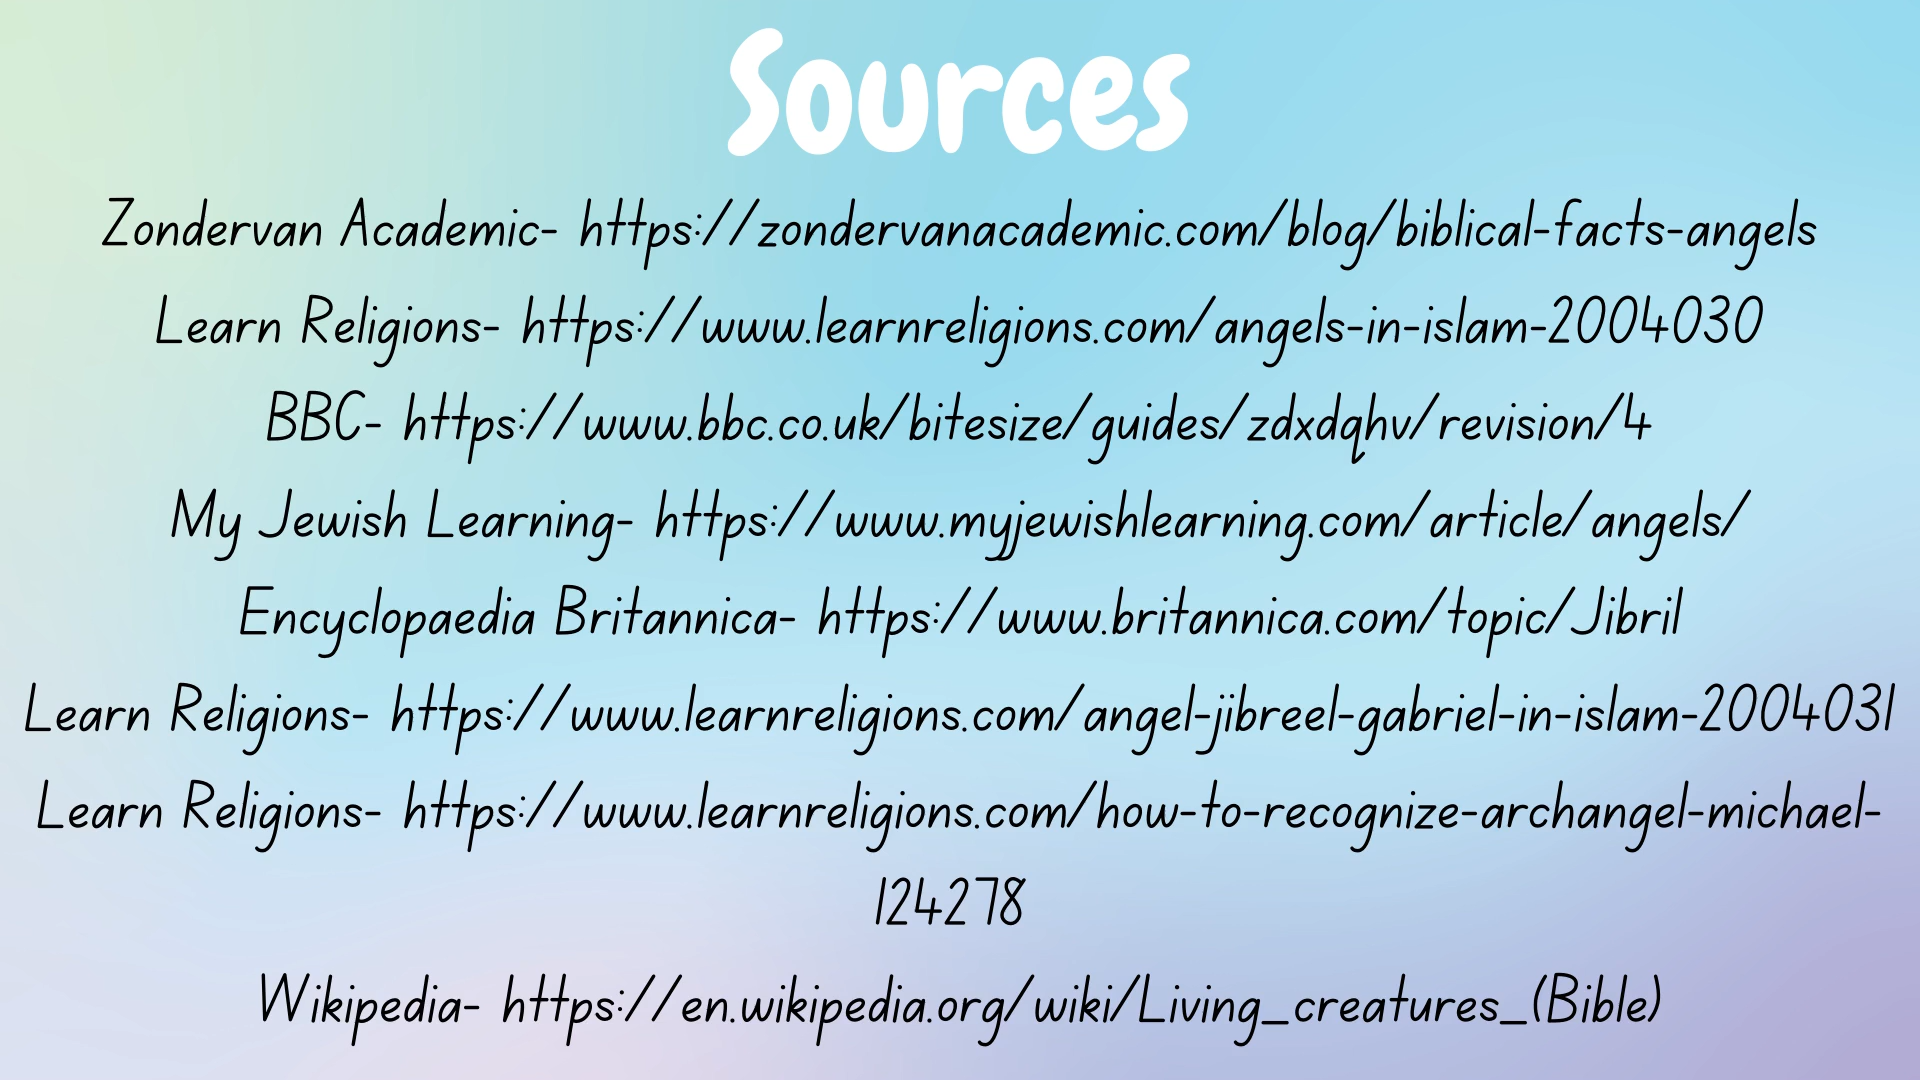 Sources
Zondervan Academic- https://zondervanacademic.com/blog/biblical-facts-angels
Learn Religions- https://www.learnreligions.com/angels-in-islam-2004030
BBC- https://www.bbc.co.uk/bitesize/guides/zdxdqhv/revision/4
My Jewish Learning- https://www.myjewishlearning.com/article/angels/
Encyclopaedia Britannica- https://www.britannica.com/topic/Jibril
Learn Religions- https://www.learnreligions.com/angel-jibreel-gabriel-in-islam-2004031
Learn Religions- https://www.learnreligions.com/how-to-recognize-archangel-michael-
124278
Wikipedia- https://en.wikipedia.org/wiki/Living_creatures_(Bible)